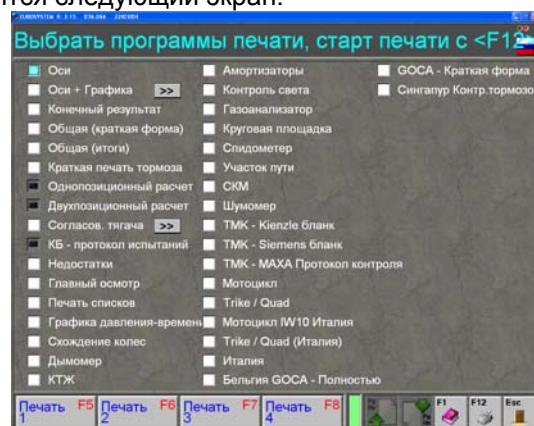 тся следующий экран:
EUROSYSTEM
Выбрать программы печати, старт печати с <F12
Оси
Оси + Графика >>
Конечный результат
Общая (краткая форма)
Общая (итоги)
Краткая печать тормоза
Однопозиционный расчет
Двухпозиционный расчет
Согласов. тягача >>
КБ - протокол испытаний
Недостатки
Главный осмотр
Печать списков
Графика давления-времени
Схождение колес
Дымомер
КТЖ
Амортизаторы
Контроль света
Газоанализатор
Круговая площадка
Спидометер
Участок пути
СКМ
Шумомер
ТМК - Kienzle бланк
ТМК - Siemens бланк
ТМК - MAXA Протокол контроля
Мотоцикл
Trike / Quad
Мотоцикл IW10 Италия
Trike / Quad (Италия)
Италия
Бельгия GOCA - Полностью
GOCA - Краткая форма
Сингапур Контр.тормозо
Печать F5
1
Печать F6
2
Печать F7
3
Печать F8
4
F1
F12
Esc